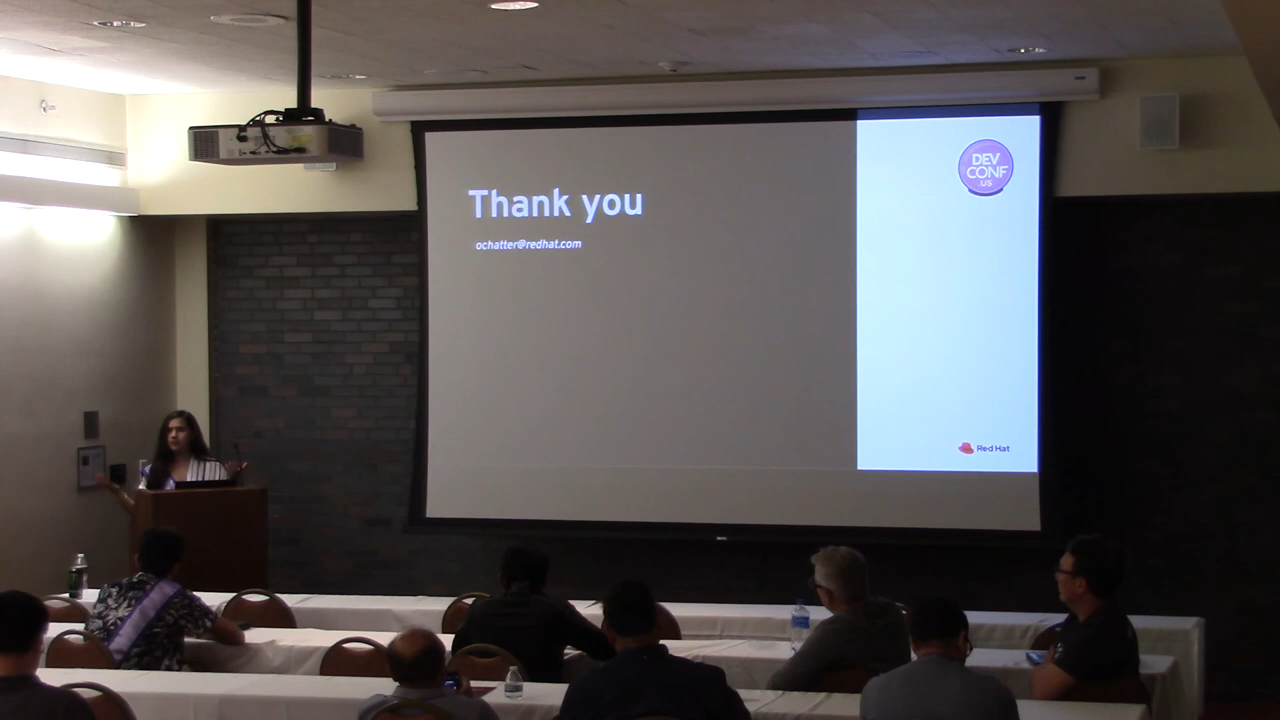 Thank you
ochatter@redhat.com
DEV
CONF
.US
Red Hat